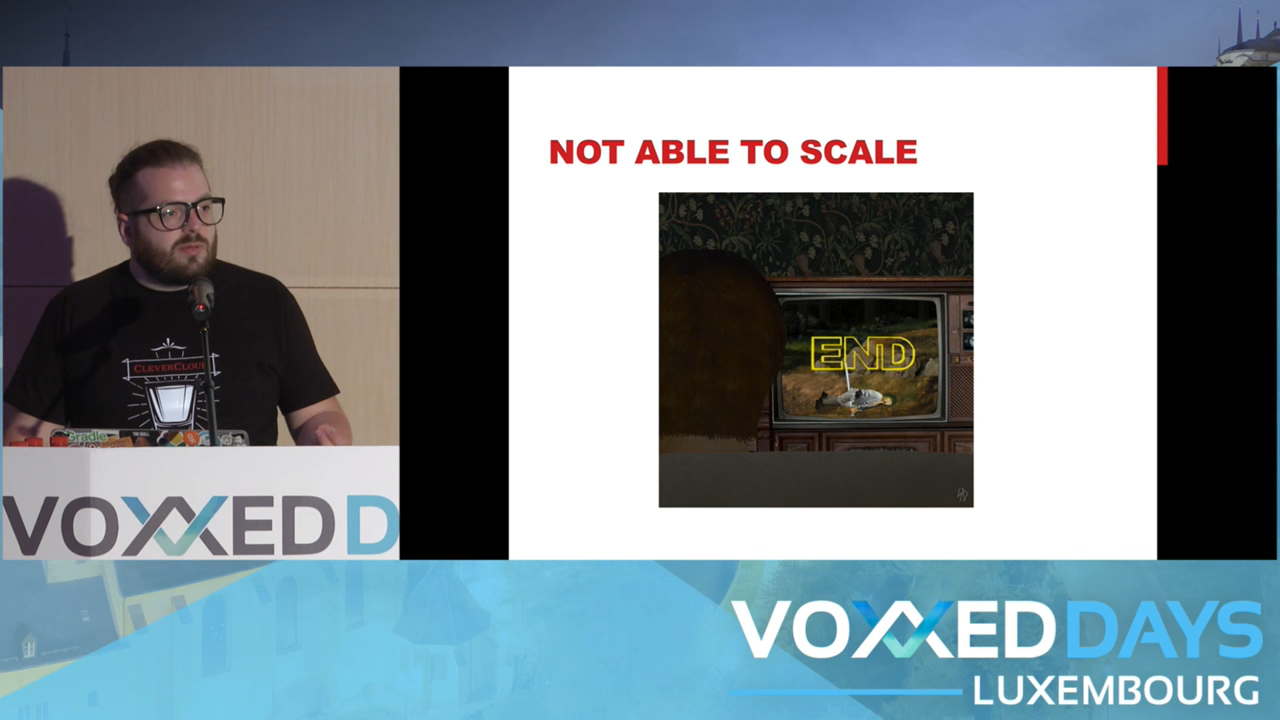 NOT ABLE TO SCALE
END
CLEVERCLOUD
Gradle
VOXXED D
VOXXED DAYS
LUXEMBOURG